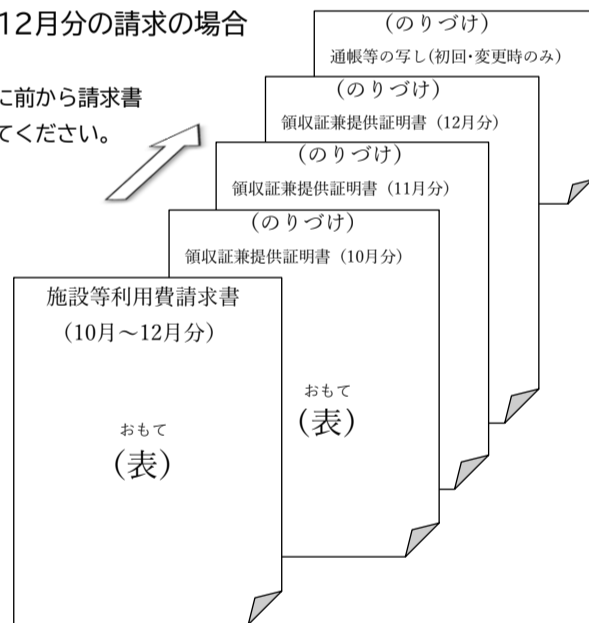 12月分の請求の場合
に前から請求書
てください。
(のりづけ)
通帳等の写し(初回・変更時のみ)
(のりづけ)
領収証兼提供証明書（12月分）
(のりづけ)
領収証兼提供証明書（11月分）
(のりづけ)
領収証兼提供証明書（10月分）
施設等利用費請求書
（10月～12月分）
おもて
(表)
おもて
(表)